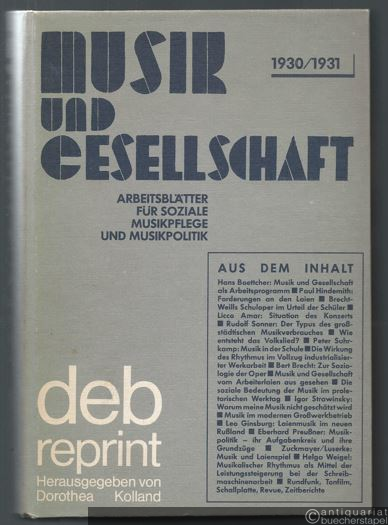 MUSIK
UND
GESELLSCHAFT
1930/1931
ARBEITSBLÄTTER
FÜR SOZIALE
MUSIKPFLEGE
UND MUSIKPOLITIK
AUS DEM INHALT
Hans Boettcher: Musik und Gesellschaft
als Arbeitsprogramm ■ Paul Hindemith:
Forderungen an den Laien ■ Brecht-
Weills Schuloper im Urteil der Schüler ■
Licco Amar: Situation des Konzerts
■ Rudolf Sonner: Der Typus des groß-
städtischen Musikverbrauches ■ Wie
entsteht das Volkslied? ■ Peter Suhr-
kamp: Musik in der Schule ■ Die Wirkung
des Rhythmus im Vollzug industrialisier-
ter Werkarbeit ■ Bert Brecht: Zur Sozio-
logie der Oper ■ Musik und Gesellschaft
vom Arbeiterlaien aus gesehen ■ Die
soziale Bedeutung der Musik im prole-
tarischen Werktag ■ Igor Strawinsky:
Warum meine Musik nicht geschätzt wird
■ Musik im modernen Großwerkbetrieb
■ Leo Ginsburg: Laienmusik im neuen
Rußland ■ Eberhard Preußner: Musik-
politik – ihr Aufgabenkreis und ihre
Grundzüge ■ Zuckmayer/Luserke:
Musik und Laienspiel ■ Helga Weigel:
Musikalischer Rhythmus als Mittel der
Leistungssteigerung bei der Schreib-
maschinenarbeit ■ Rundfunk, Tonfilm,
Schallplatte, Revue, Zeitberichte
deb
reprint
Herausgegeben von
Dorothea Kolland
antiquariat
bücherstapel